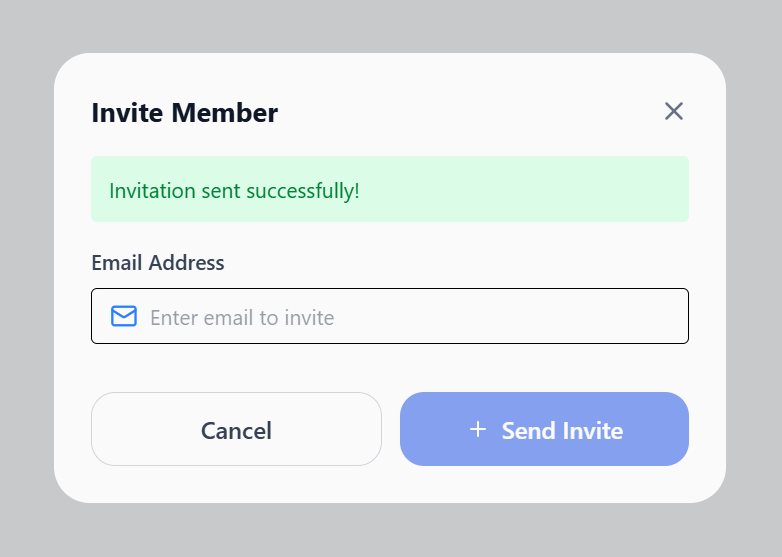 Invite Member
Invitation sent successfully!
Email Address
Enter email to invite
Cancel
+ Send Invite